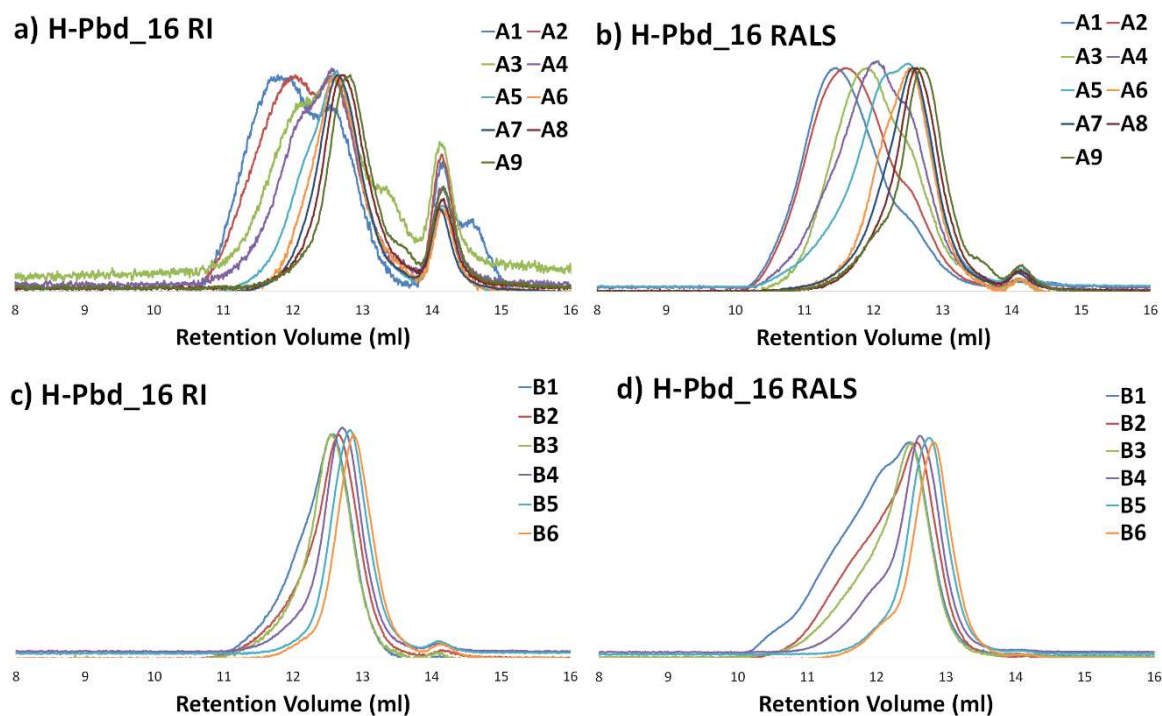 a) H-Pbd_16 RI
A1 A2
A3 A4
A5 A6
A7 A8
A9
8 9 10 11 12 13 14 15 16
Retention Volume (ml)
b) H-Pbd_16 RALS
A1 A2
A3 A4
A5 A6
A7 A8
A9
8 9 10 11 12 13 14 15 16
Retention Volume (ml)
c) H-Pbd_16 RI
B1
B2
B3
B4
B5
B6
8 9 10 11 12 13 14 15 16
Retention Volume (ml)
d) H-Pbd_16 RALS
B1
B2
B3
B4
B5
B6
8 9 10 11 12 13 14 15 16
Retention Volume (ml)